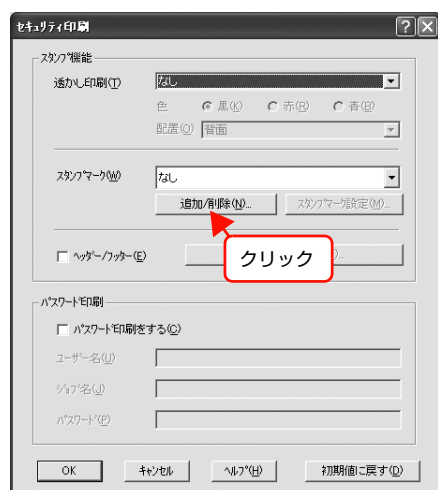 セキュリティ印刷
スタンプ機能
透かし印刷(T) なし
色 黒(K) 赤(R) 青(B)
配置(O) 背面
スタンプマーク(W) なし
追加/削除(N)... スタンプマーク設定(M)...
ヘッダー/フッター(E)
クリック
パスワード印刷
パスワード印刷をする(C)
ユーザー名(U)
ジョブ名(J)
パスワード(P)
OK キャンセル ヘルプ(H) 初期値に戻す(D)